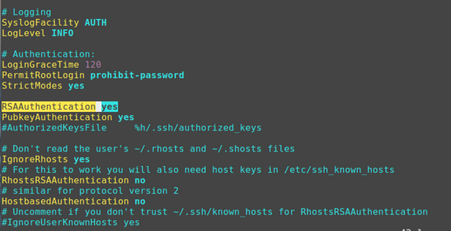 # Logging
SyslogFacility AUTH
LogLevel INFO
# Authentication:
LoginGraceTime 120
PermitRootLogin prohibit-password
StrictModes yes
RSAAuthentication yes
PubkeyAuthentication yes
#AuthorizedKeysFile %h/.ssh/authorized_keys
# Don't read the user's ~/.rhosts and ~/.shosts files
IgnoreRhosts yes
# For this to work you will also need host keys in /etc/ssh_known_hosts
RhostsRSAAuthentication no
# similar for protocol version 2
HostbasedAuthentication no
# Uncomment if you don't trust ~/.ssh/known_hosts for RhostsRSAAuthentication
#IgnoreUserKnownHosts yes